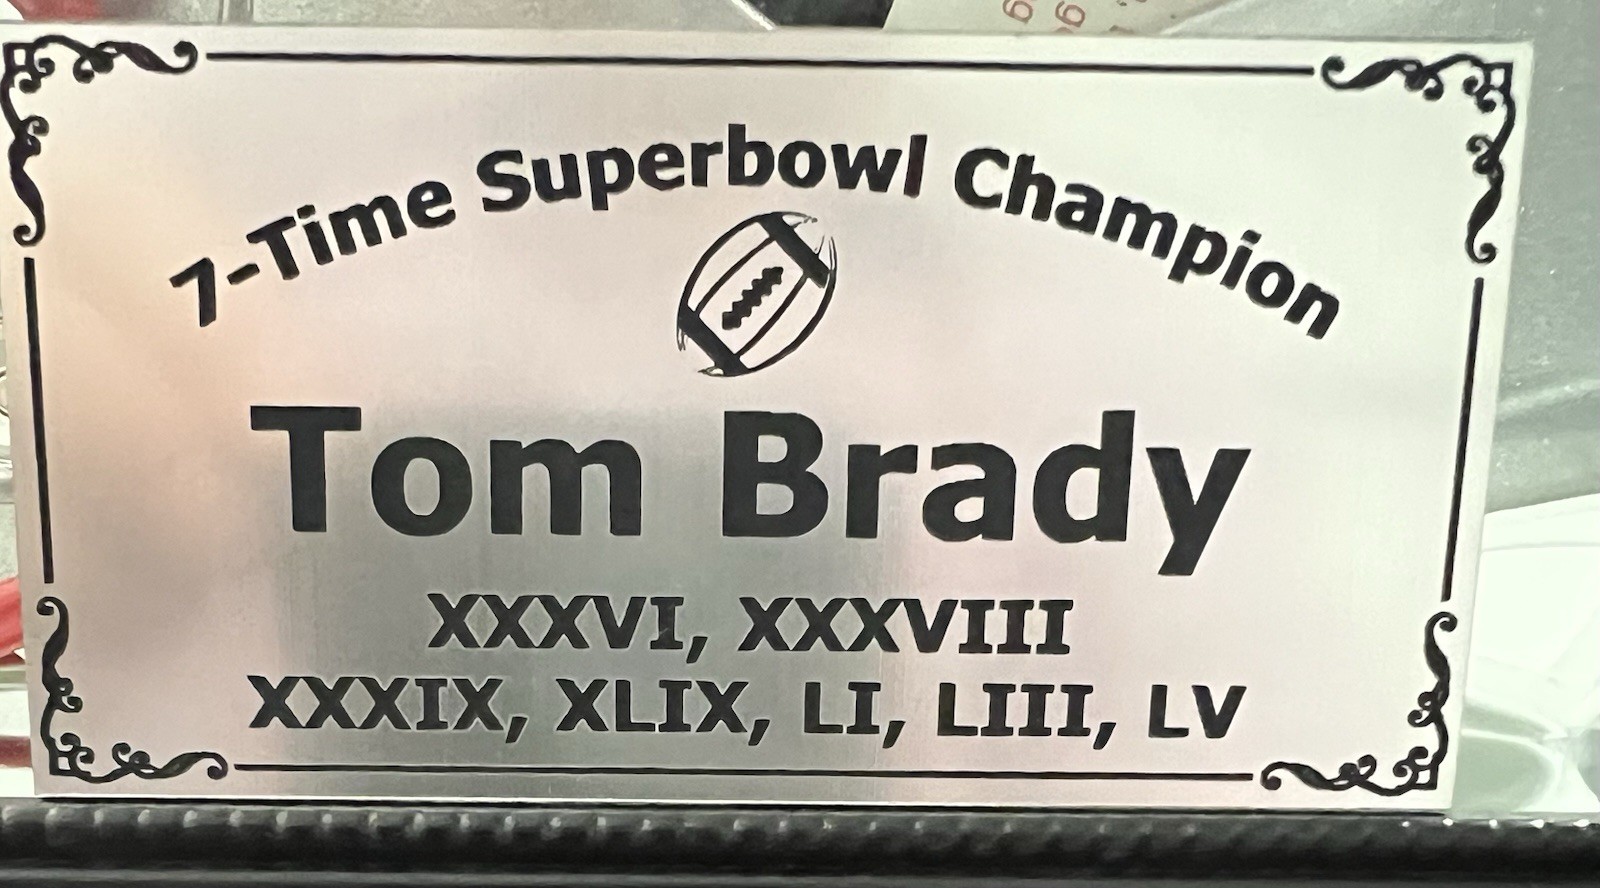 7-Time Superbowl Champion
Tom Brady
XXXVI, XXXVIII
XXXIX, XLIX, LI, LIII, LV